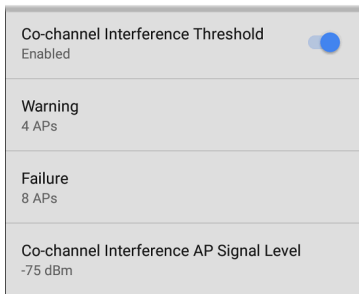 Co-channel Interference Threshold
Enabled
Warning
4 APs
Failure
8 APs
Co-channel Interference AP Signal Level
-75 dBm